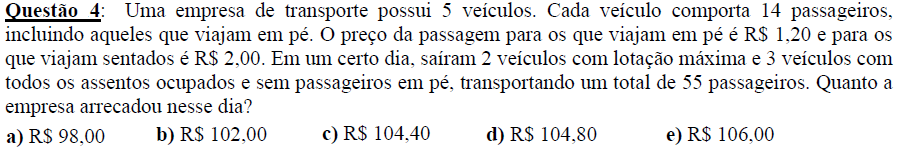 Questão 4: Uma empresa de transporte possui 5 veículos. Cada veículo comporta 14 passageiros,
incluindo aqueles que viajam em pé. O preço da passagem para os que viajam em pé é R$ 1,20 e para os
que viajam sentados é R$ 2,00. Em um certo dia, saíram 2 veículos com lotação máxima e 3 veículos com
todos os assentos ocupados e sem passageiros em pé, transportando um total de 55 passageiros. Quanto a
empresa arrecadou nesse dia?
a) R$ 98,00 b) R$ 102,00 c) R$ 104,40 d) R$ 104,80 e) R$ 106,00